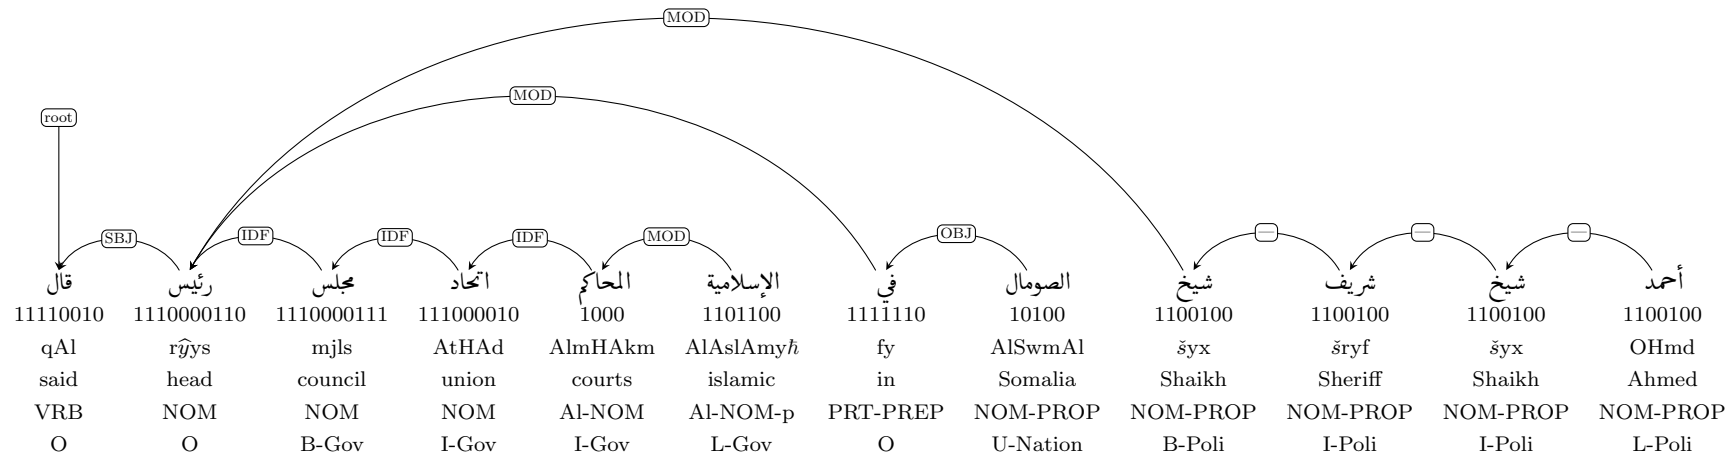 MOD
MOD
root
SBJ IDF IDF IDF MOD OBJ — — —
قال رئيس مجلس اتحاد المحاكم الإسلامية في الصومال شيخ شريف شيخ أحمد
11110010 1110000110 1110000111 111000010 1000 1101100 1111110 10100 1100100 1100100 1100100 1100100
qAl rŷys mjls AtHAd AlmHAkm AlAslAmyħ fy AlSwmAl šyx šryf šyx OHmd
said head council union courts islamic in Somalia Shaikh Sheriff Shaikh Ahmed
VRB NOM NOM NOM Al-NOM Al-NOM-p PRT-PREP NOM-PROP NOM-PROP NOM-PROP NOM-PROP NOM-PROP
O O B-Gov I-Gov I-Gov L-Gov O U-Nation B-Poli I-Poli I-Poli L-Poli